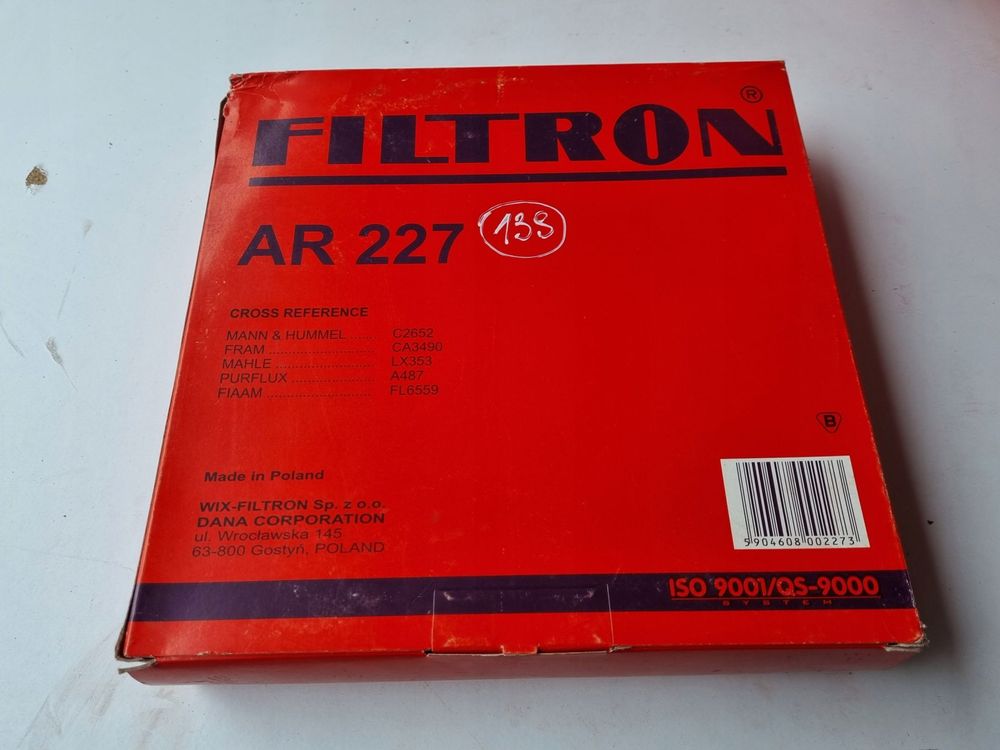 FILTRON®
AR 227 138
CROSS REFERENCE
MANN & HUMMEL ...... C2652
FRAM ........................... CA3490
MAHLE ......................... LX353
PURFLUX ..................... A487
FIAAM .......................... FL6559
B
Made in Poland
WIX-FILTRON Sp. z o.o.
DANA CORPORATION
ul. Wrocławska 145
63-800 Gostyń, POLAND
5904608 002273
ISO 9001/QS-9000
SYSTEM